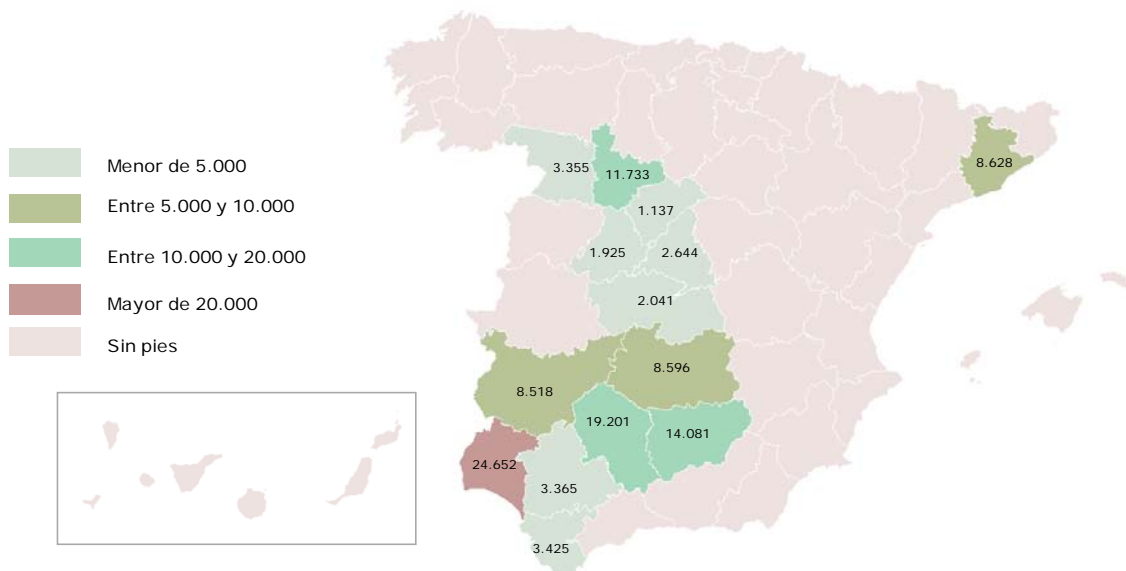 Menor de 5.000
Entre 5.000 y 10.000
Entre 10.000 y 20.000
Mayor de 20.000
Sin pies
3.355
11.733
8.628
1.137
1.925
2.644
2.041
8.518
8.596
19.201
14.081
24.652
3.365
3.425